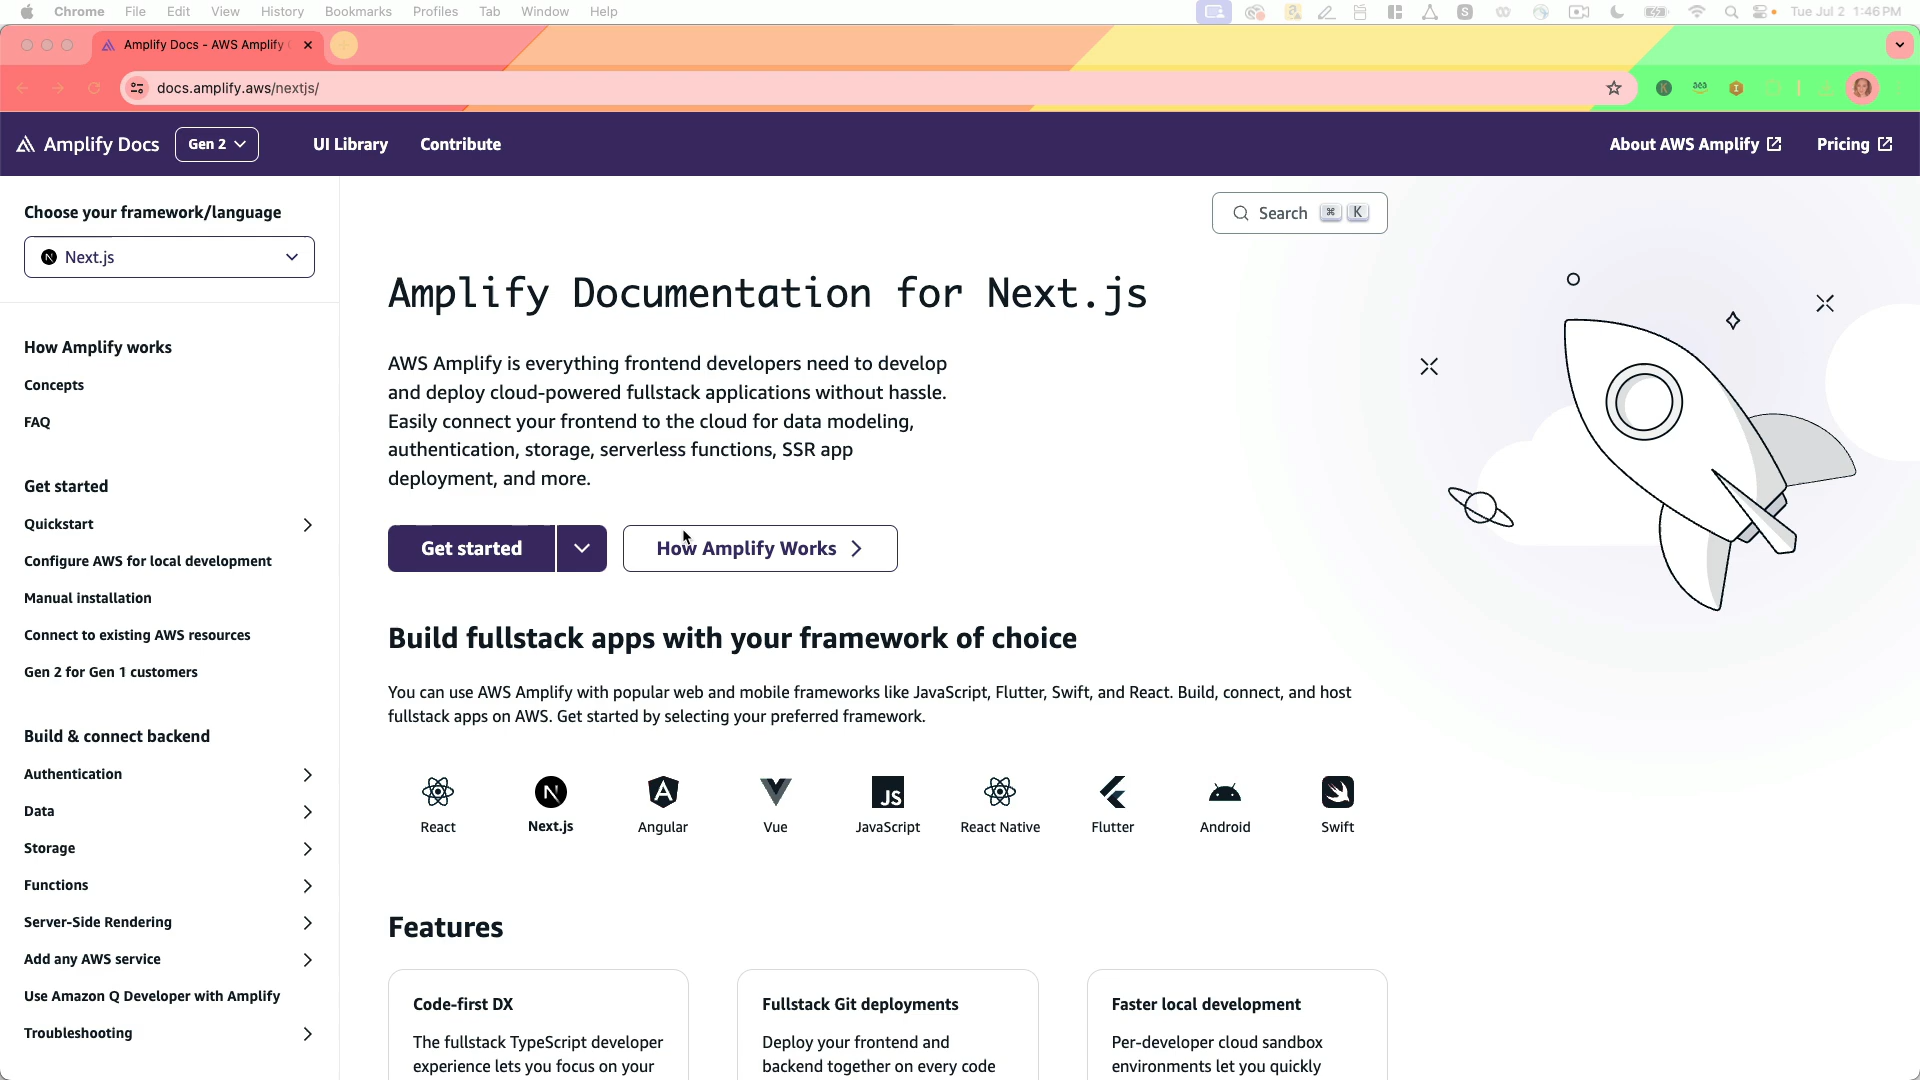 Chrome File Edit View History Bookmarks Profiles Tab Window Help
Tue Jul 2 1:46 PM
Amplify Docs - AWS Amplify
docs.amplify.aws/nextjs/
Amplify Docs
Gen 2
UI Library
Contribute
About AWS Amplify
Pricing
Choose your framework/language
Next.js
How Amplify works
Concepts
FAQ
Get started
Quickstart
Configure AWS for local development
Manual installation
Connect to existing AWS resources
Gen 2 for Gen 1 customers
Build & connect backend
Authentication
Data
Storage
Functions
Server-Side Rendering
Add any AWS service
Use Amazon Q Developer with Amplify
Troubleshooting
Search ⌘ K
Amplify Documentation for Next.js
AWS Amplify is everything frontend developers need to develop
and deploy cloud-powered fullstack applications without hassle.
Easily connect your frontend to the cloud for data modeling,
authentication, storage, serverless functions, SSR app
deployment, and more.
Get started
How Amplify Works
Build fullstack apps with your framework of choice
You can use AWS Amplify with popular web and mobile frameworks like JavaScript, Flutter, Swift, and React. Build, connect, and host
fullstack apps on AWS. Get started by selecting your preferred framework.
React
Next.js
Angular
Vue
JS
JavaScript
React Native
Flutter
Android
Swift
Features
Code-first DX
The fullstack TypeScript developer
experience lets you focus on your
Fullstack Git deployments
Deploy your frontend and
backend together on every code
Faster local development
Per-developer cloud sandbox
environments let you quickly